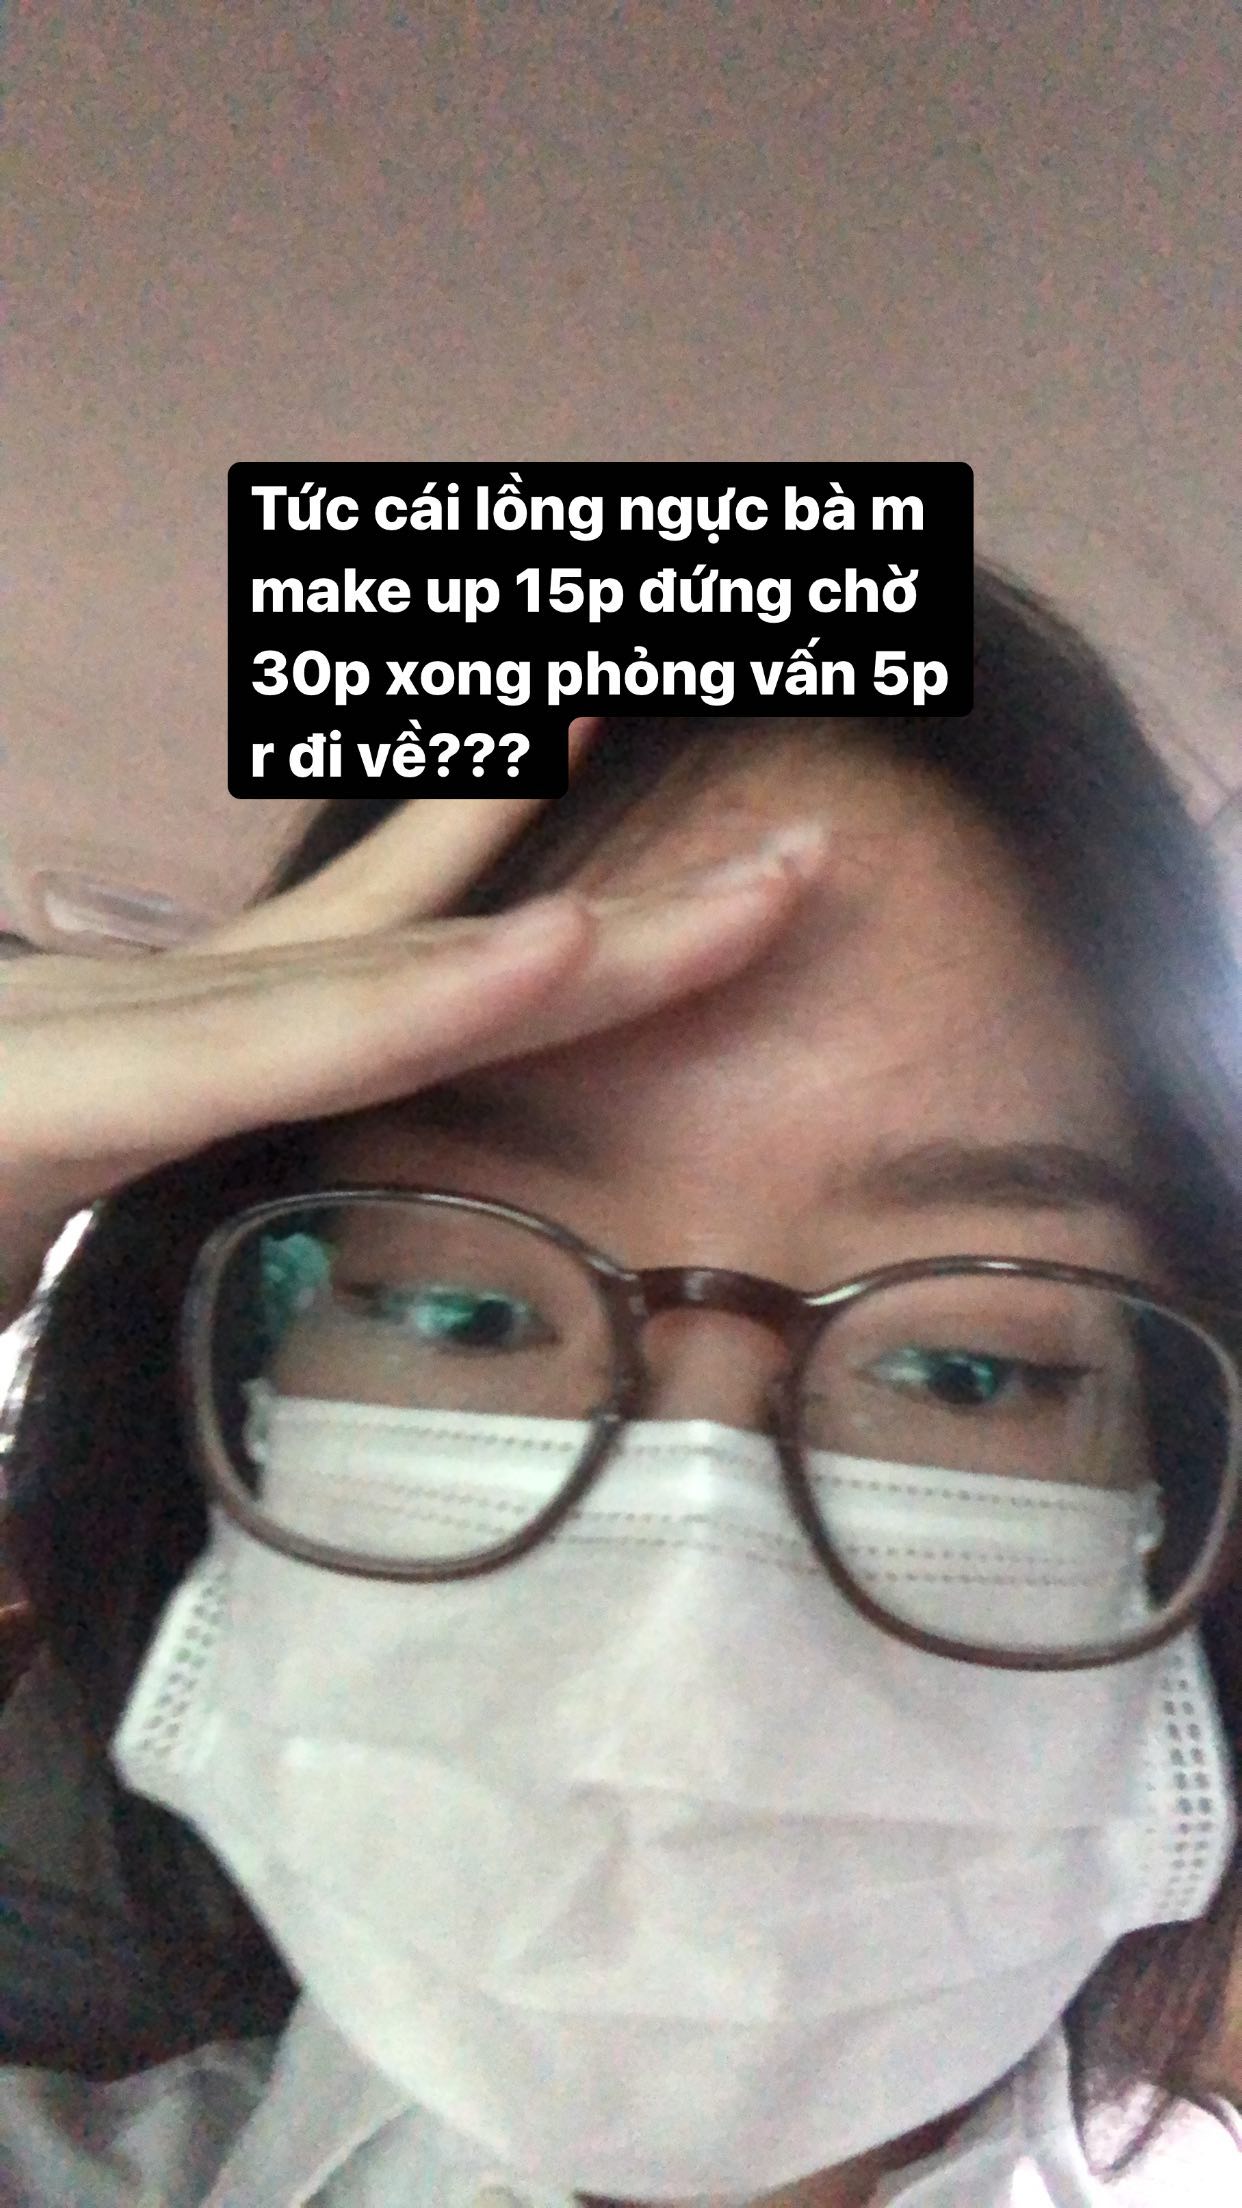 Tức cái lồng ngực bà m
make up 15p đứng chờ
30p xong phỏng vấn 5p
r đi về???